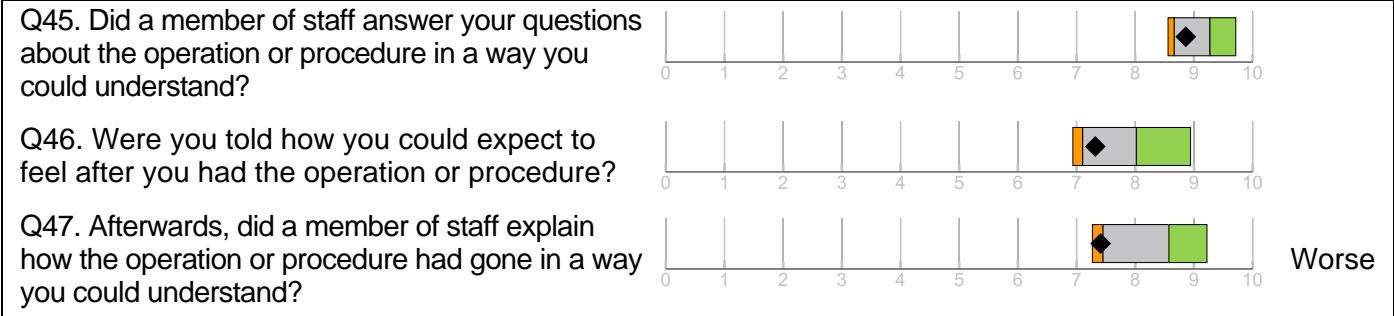 Q45. Did a member of staff answer your questions
about the operation or procedure in a way you
could understand?
0 1 2 3 4 5 6 7 8 9 10
Q46. Were you told how you could expect to
feel after you had the operation or procedure?
0 1 2 3 4 5 6 7 8 9 10
Q47. Afterwards, did a member of staff explain
how the operation or procedure had gone in a way
you could understand?
0 1 2 3 4 5 6 7 8 9 10
Worse